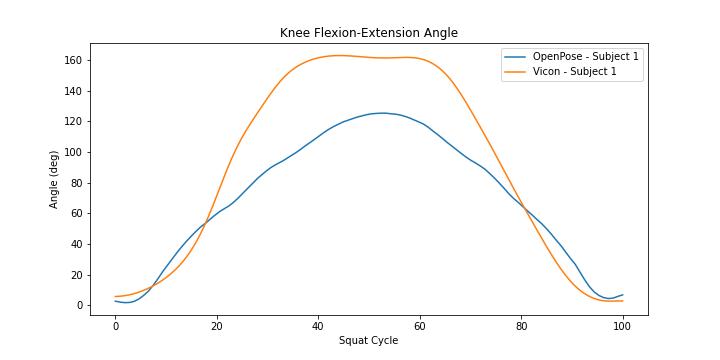 Knee Flexion-Extension Angle
OpenPose - Subject 1
Vicon - Subject 1
160
140
120
100
80
60
40
20
0
Angle (deg)
0 20 40 60 80 100
Squat Cycle